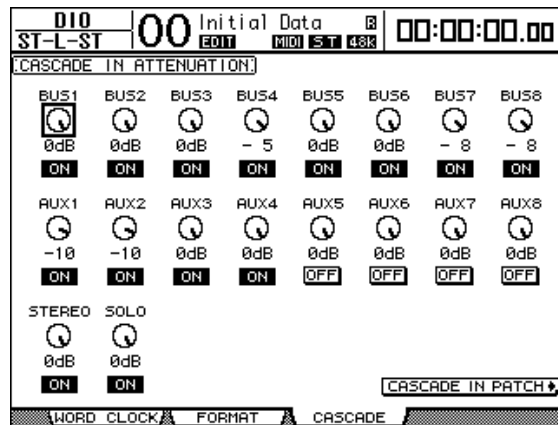 DIO
ST-L-ST
00 Initial Data R
EDIT MIDI ST 48K
00:00:00.00
CASCADE IN ATTENUATION
BUS1 BUS2 BUS3 BUS4 BUS5 BUS6 BUS7 BUS8
0dB 0dB 0dB - 5 0dB 0dB - 8 - 8
ON ON ON ON ON ON ON ON
AUX1 AUX2 AUX3 AUX4 AUX5 AUX6 AUX7 AUX8
-10 -10 0dB 0dB 0dB 0dB 0dB 0dB
ON ON ON ON OFF OFF OFF OFF
STEREO SOLO
0dB 0dB
ON ON
CASCADE IN PATCH
WORD CLOCK FORMAT CASCADE